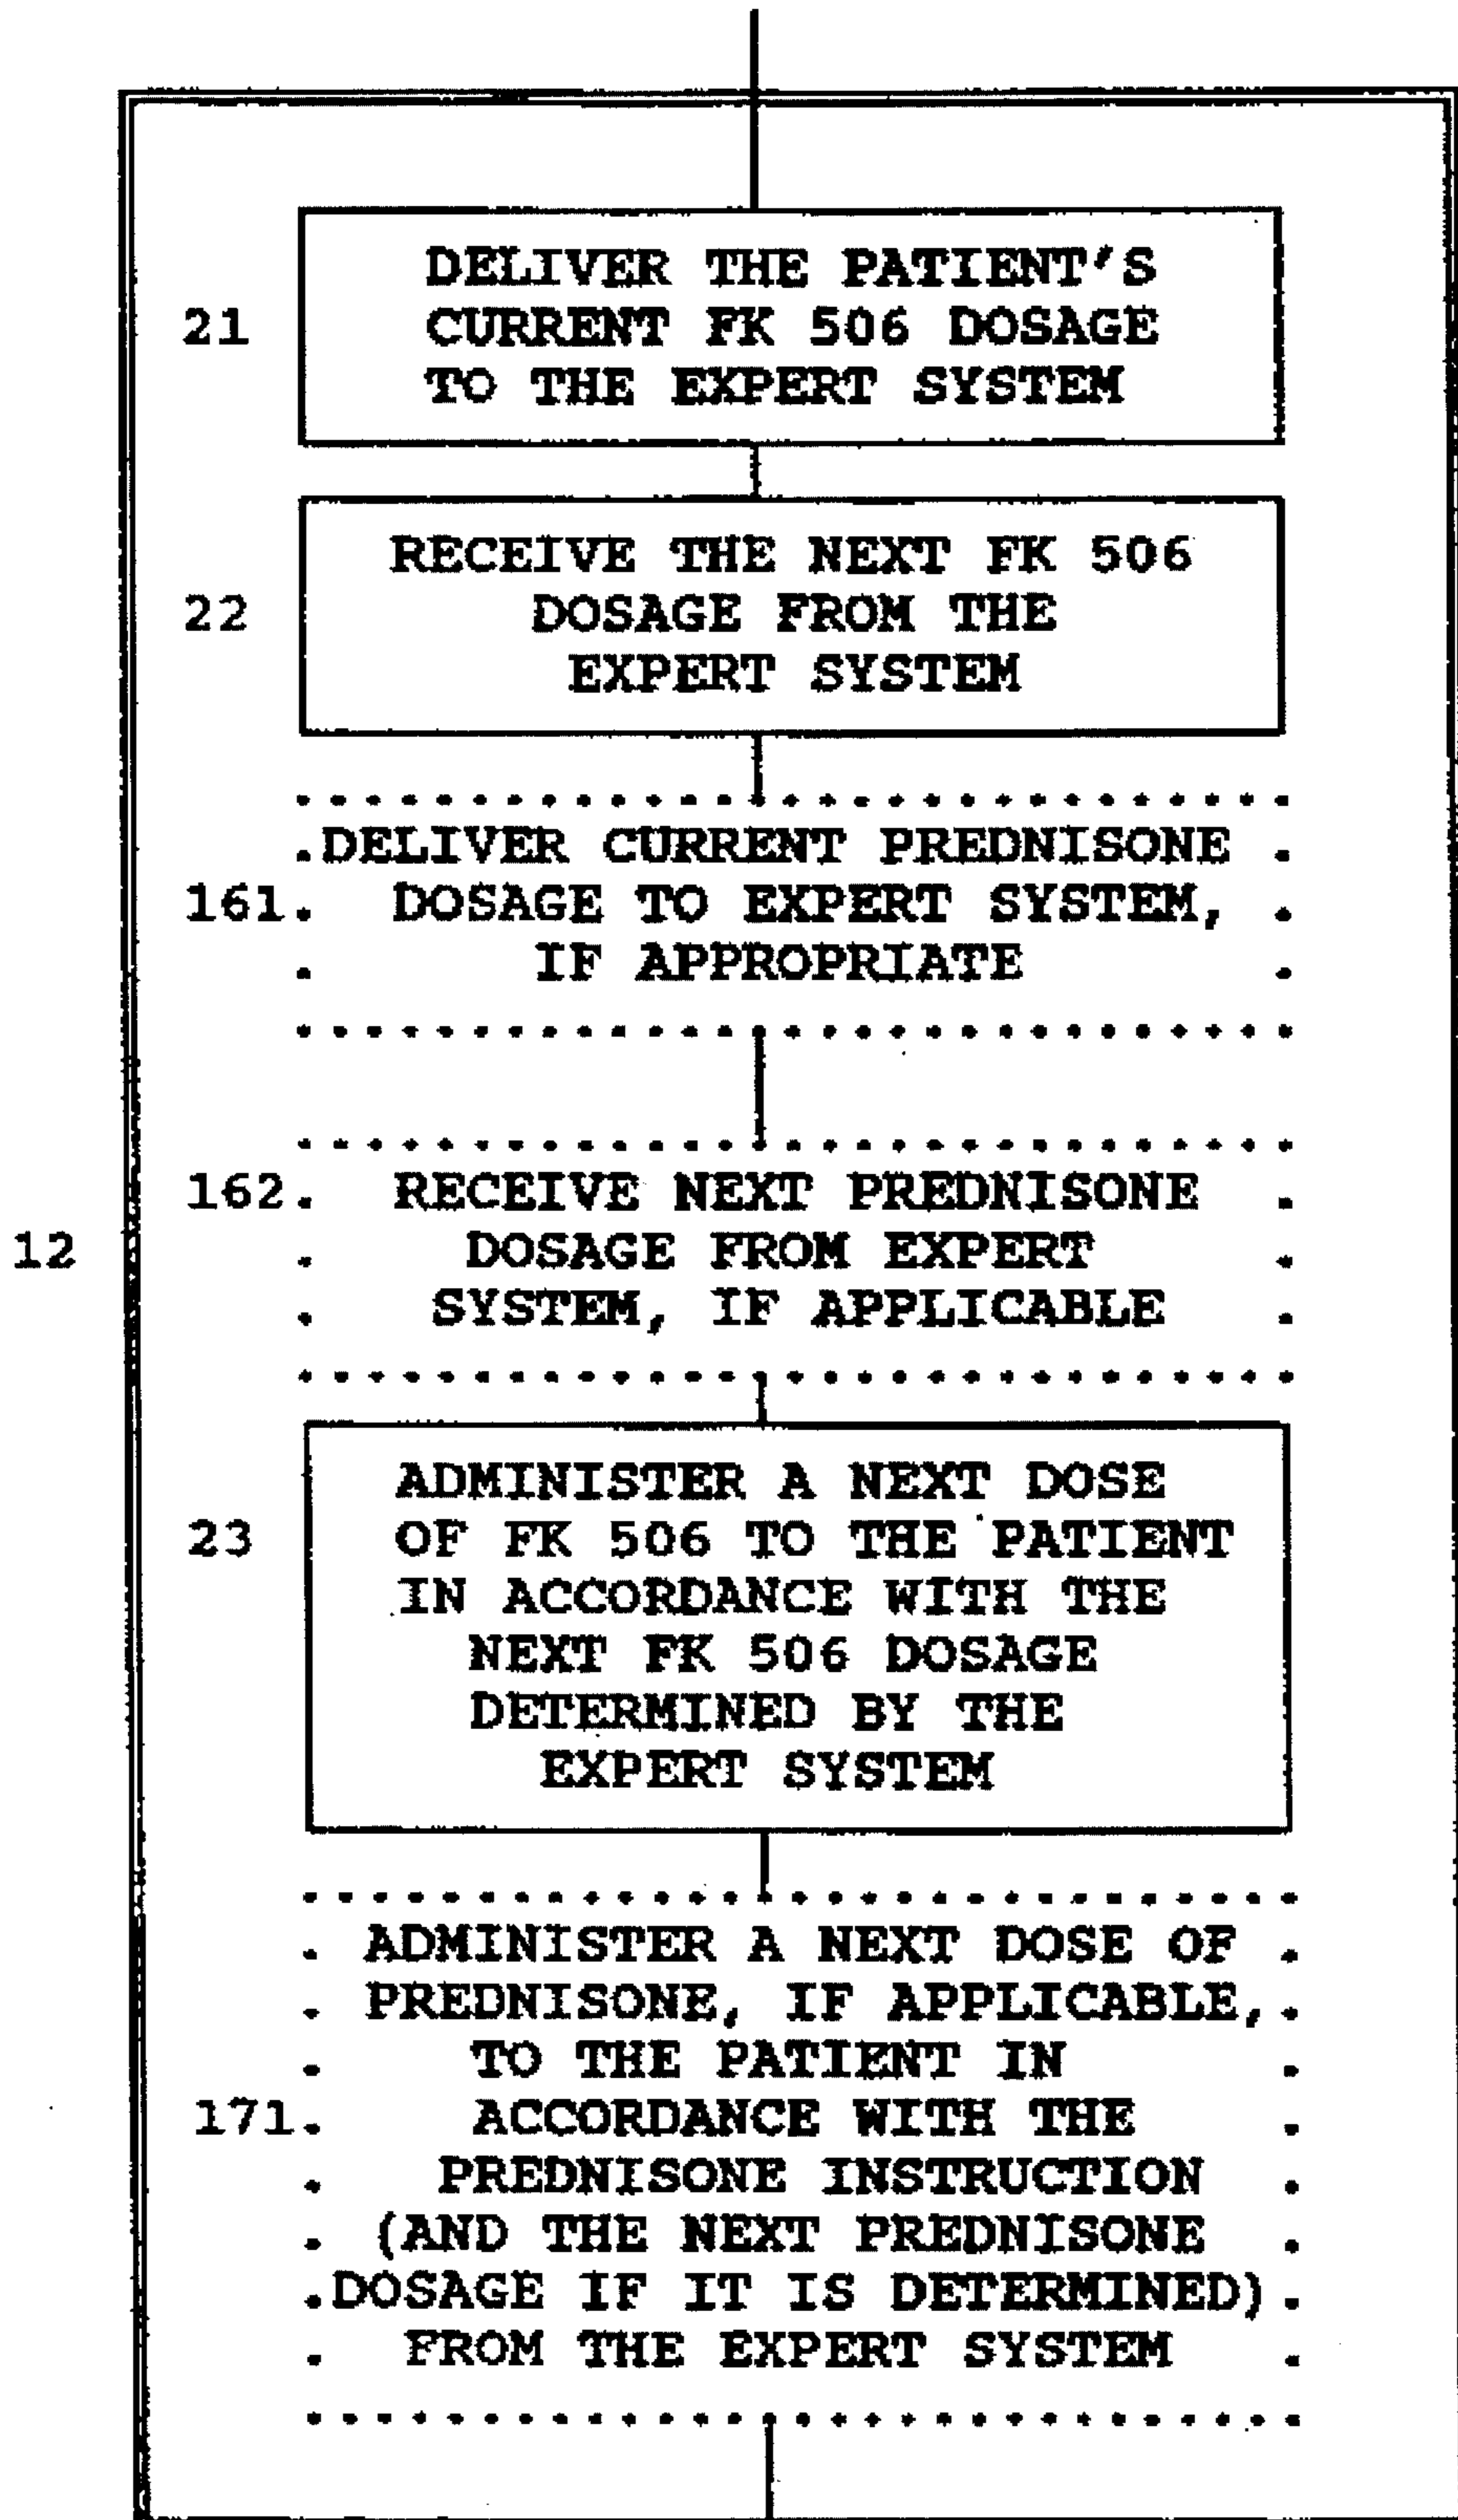 DELIVER THE PATIENT'S
21 CURRENT FK 506 DOSAGE
TO THE EXPERT SYSTEM
RECEIVE THE NEXT FK 506
22 DOSAGE FROM THE
EXPERT SYSTEM
DELIVER CURRENT PREDNISONE
161 DOSAGE TO EXPERT SYSTEM,
IF APPROPRIATE
162 RECEIVE NEXT PREDNISONE
12 DOSAGE FROM EXPERT
SYSTEM, IF APPLICABLE
ADMINISTER A NEXT DOSE
23 OF FK 506 TO THE PATIENT
IN ACCORDANCE WITH THE
NEXT FK 506 DOSAGE
DETERMINED BY THE
EXPERT SYSTEM
ADMINISTER A NEXT DOSE OF
PREDNISONE, IF APPLICABLE,
TO THE PATIENT IN
171 ACCORDANCE WITH THE
PREDNISONE INSTRUCTION
(AND THE NEXT PREDNISONE
DOSAGE IF IT IS DETERMINED)
FROM THE EXPERT SYSTEM